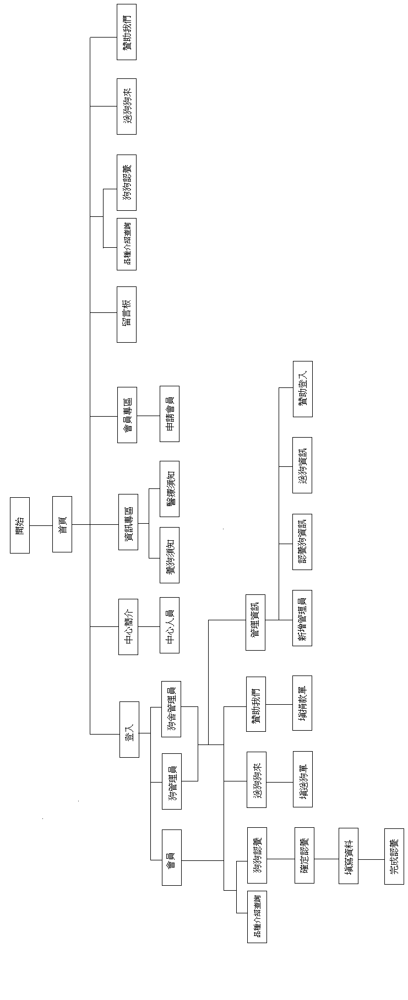 開始
首頁
登入
中心簡介
資訊專區
會員專區
留言板
品種介紹查詢
狗狗認養
送狗狗來
贊助我們
會員
狗管理員
狗舍管理員
中心人員
養狗須知
醫療須知
申請會員
品種介紹查詢
狗狗認養
送狗狗來
贊助我們
管理資訊
確定認養
填送狗單
填捐款單
新增管理員
認養狗資訊
送狗資訊
贊助登入
填寫資料
完成認養